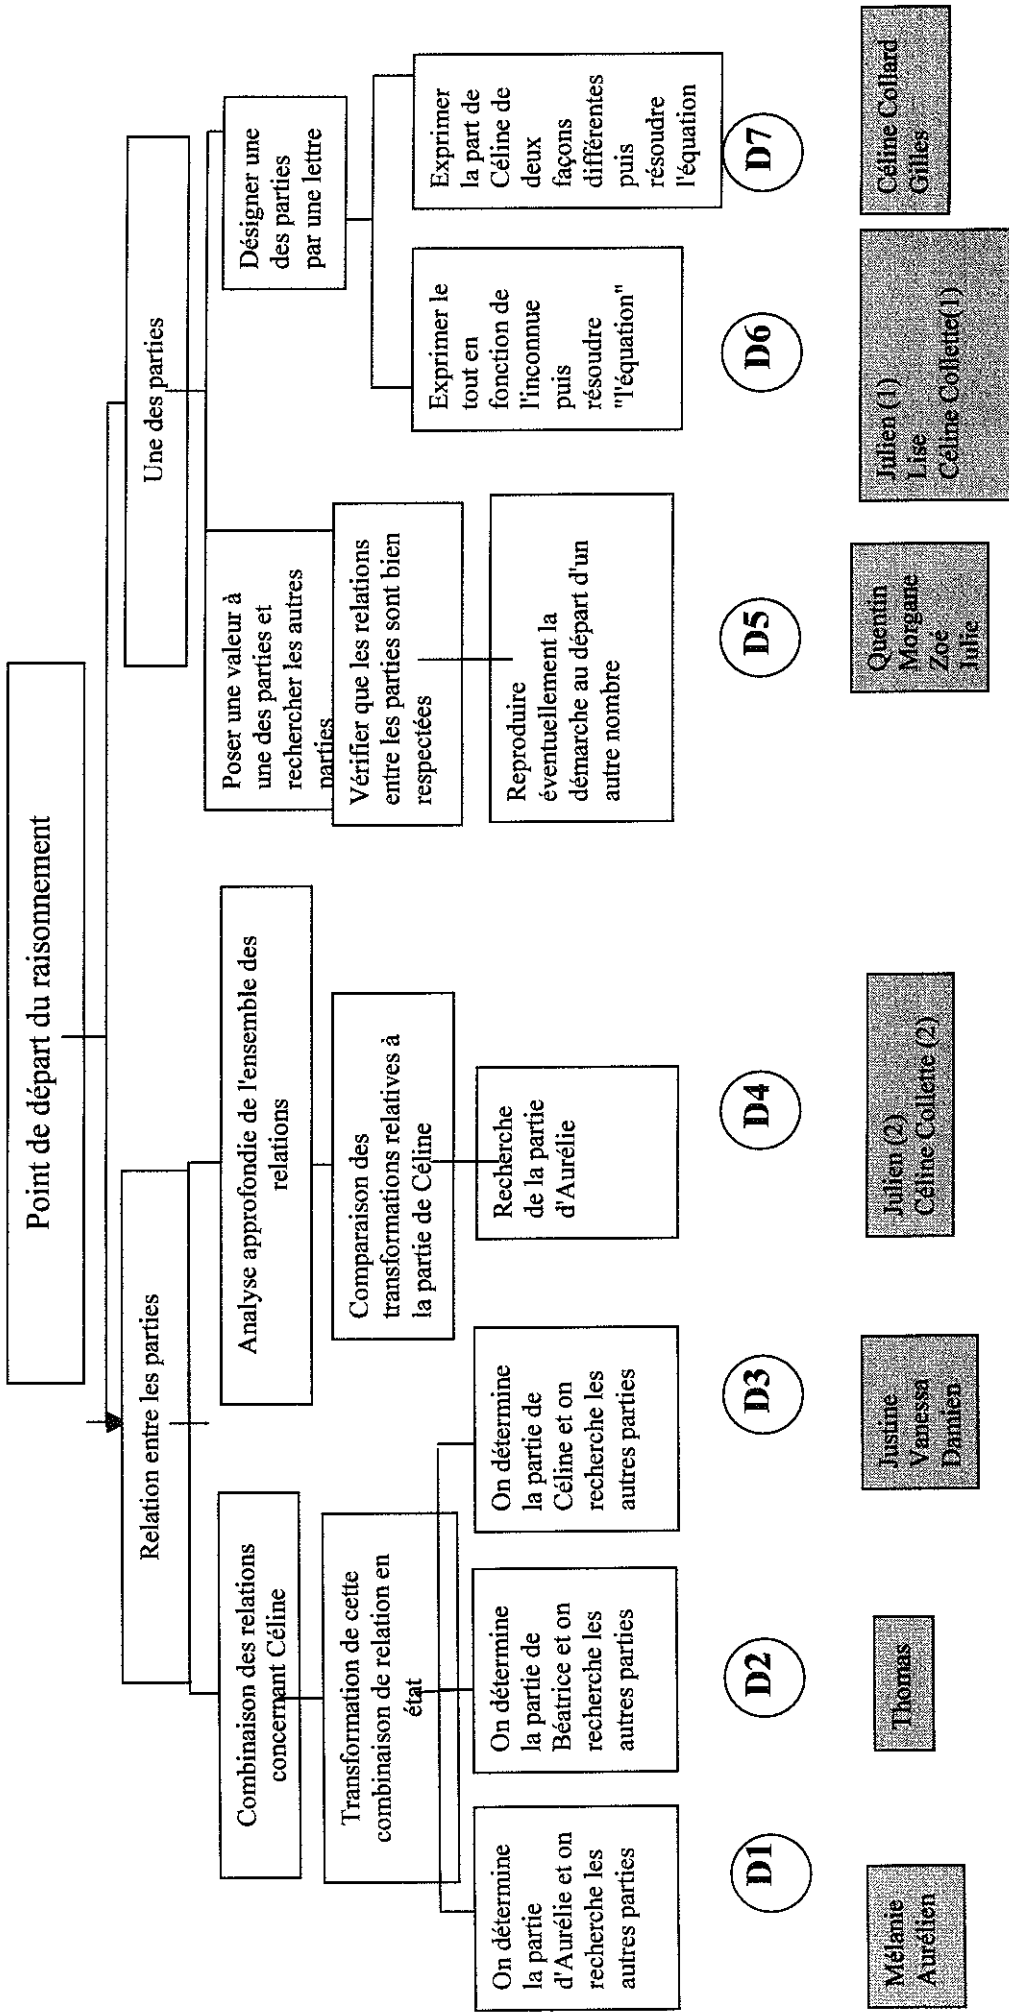 Point de départ du raisonnement
Relation entre les parties
Une des parties
Combinaison des relations
concernant Céline
Analyse approfondie de l'ensemble des
relations
Poser une valeur à
une des parties et
rechercher les autres
parties
Désigner une
des parties
par une lettre
Transformation de cette
combinaison de relation en
état
Comparaison des
transformations relatives à
la partie de Céline
Vérifier que les relations
entre les parties sont bien
respectées
Exprimer le
tout en
fonction de
l'inconnue
puis
résoudre
"l'équation"
Exprimer
la part de
Céline de
deux
façons
différentes
puis
résoudre
l'équation
On détermine
la partie
d'Aurélie et on
recherche les
autres parties
On détermine
la partie de
Béatrice et on
recherche les
autres parties
On détermine
la partie de
Céline et on
recherche les
autres parties
Recherche
de la partie
d'Aurélie
Reproduire
éventuellement la
démarche au départ d'un
autre nombre
D1
D2
D3
D4
D5
D6
D7
Mélanie
Aurélien
Thomas
Justine
Vanessa
Damien
Julien (2)
Céline Collette (2)
Quentin
Morgane
Zoé
Julie
Julien (1)
Lise
Céline Collette(1)
Céline Collard
Gilles